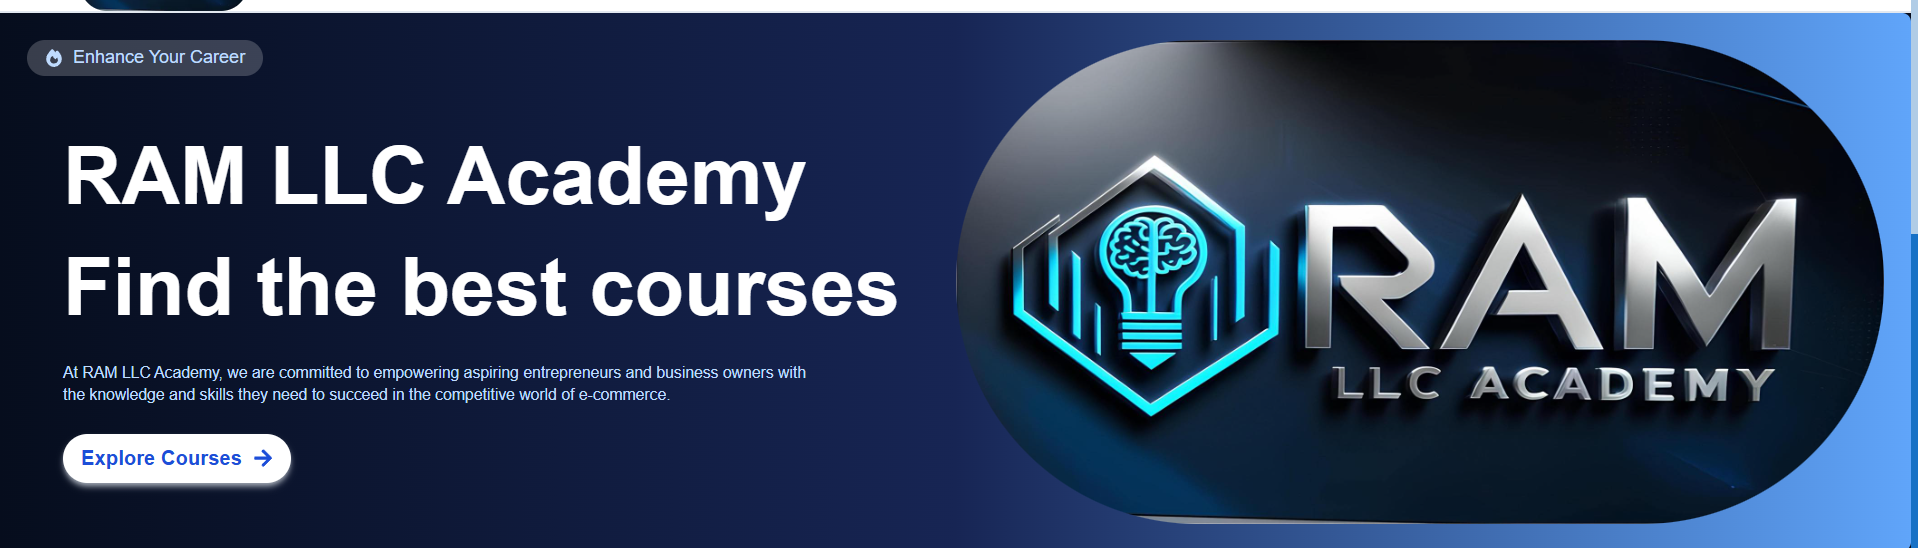 Enhance Your Career
RAM LLC Academy
Find the best courses
At RAM LLC Academy, we are committed to empowering aspiring entrepreneurs and business owners with
the knowledge and skills they need to succeed in the competitive world of e-commerce.
Explore Courses
RAM
LLC ACADEMY